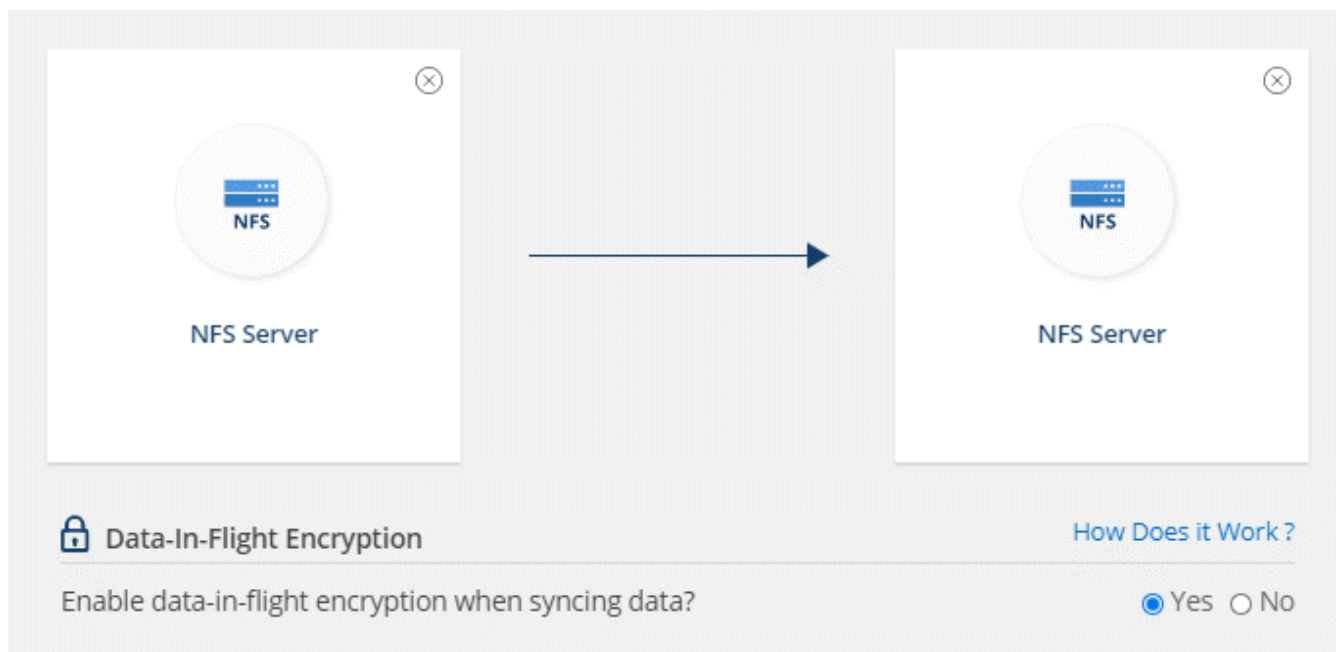 NFS
NFS Server
NFS
NFS Server
Data-In-Flight Encryption
How Does it Work ?
Enable data-in-flight encryption when syncing data?
Yes
No